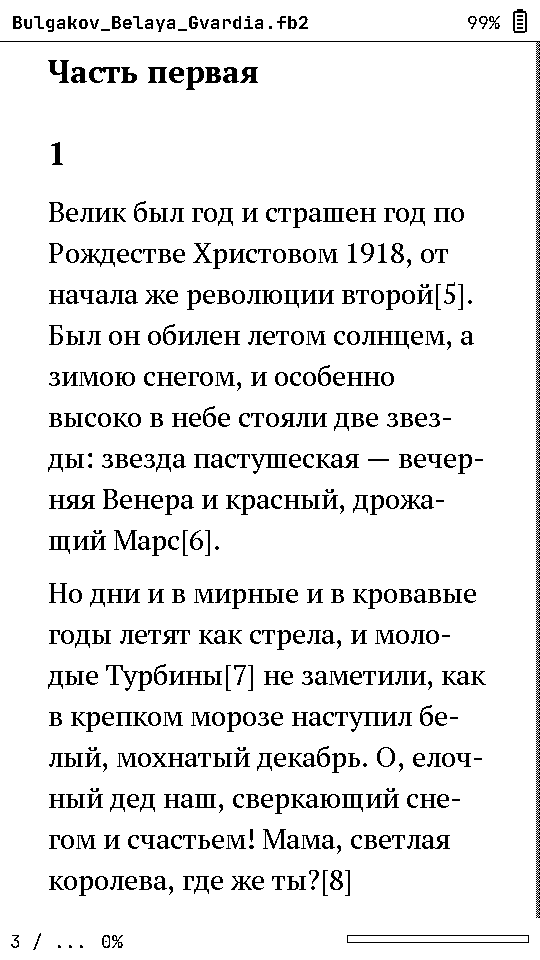 Bulgakov_Belaya_Gvardia.fb2 99%
Часть первая
1
Велик был год и страшен год по
Рождестве Христовом 1918, от
начала же революции второй[5].
Был он обилен летом солнцем, а
зимою снегом, и особенно
высоко в небе стояли две звез-
ды: звезда пастушеская — вечер-
няя Венера и красный, дрожа-
щий Марс[6].
Но дни и в мирные и в кровавые
годы летят как стрела, и моло-
дые Турбины[7] не заметили, как
в крепком морозе наступил бе-
лый, мохнатый декабрь. О, елоч-
ный дед наш, сверкающий сне-
гом и счастьем! Мама, светлая
королева, где же ты?[8]
3 / ... 0%